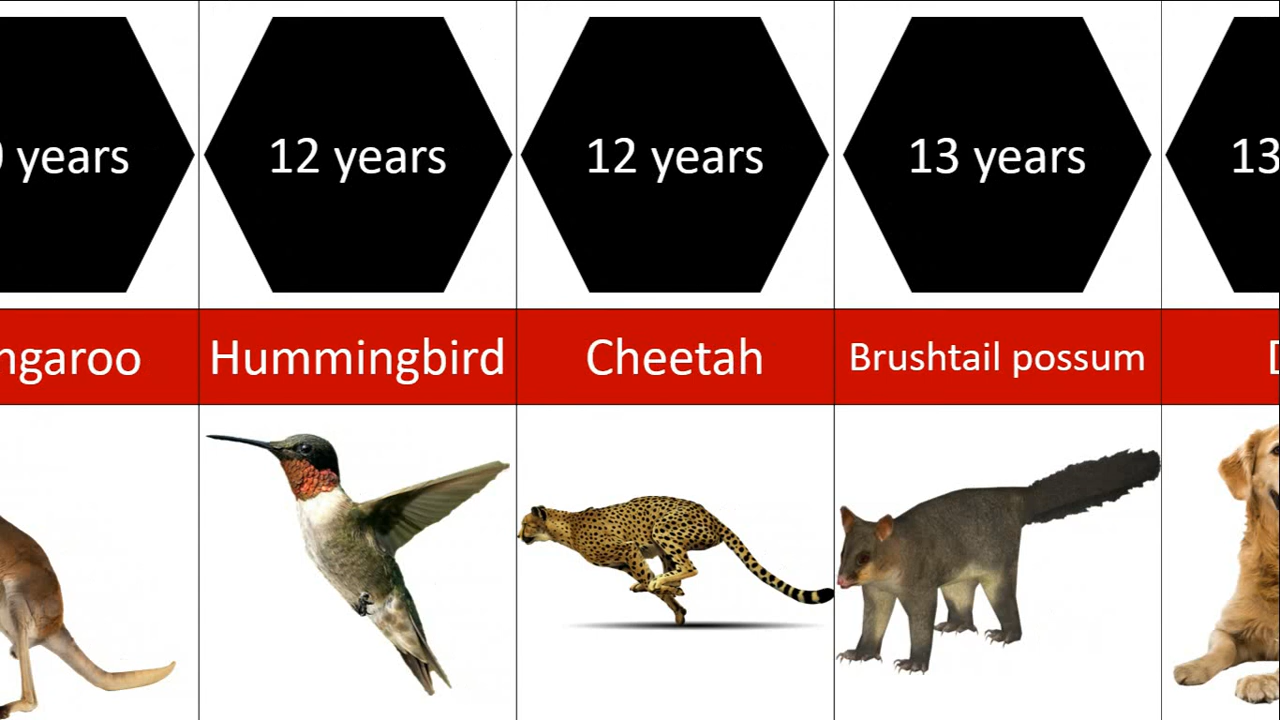 years
12 years
12 years
13 years
13
ngaroo
Hummingbird
Cheetah
Brushtail possum